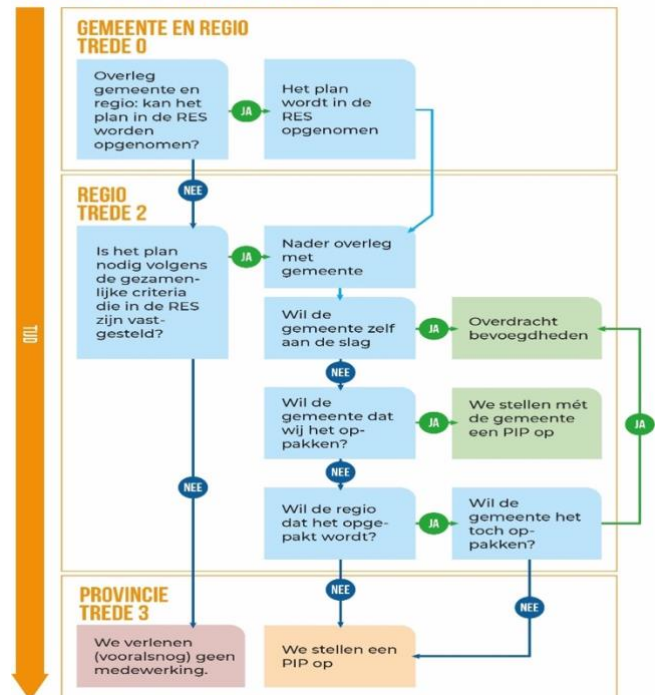 GEMEENTE EN REGIO
TREDE 0
Overleg
gemeente en
regio: kan het
plan in de RES
worden
opgenomen?
JA
Het plan
wordt in de
RES
opgenomen
NEE
REGIO
TREDE 2
Is het plan
nodig volgens
de gezamen-
lijke criteria
die in de RES
zijn vast-
gesteld?
JA
Nader overleg
met
gemeente
Wil de
gemeente zelf
aan de slag
JA
Overdracht
bevoegdheden
NEE
Wil de
gemeente dat
wij het op-
pakken?
JA
We stellen mét
de gemeente
een PIP op
JA
NEE
NEE
Wil de regio
dat het opge-
pakt wordt?
JA
Wil de
gemeente het
toch op-
pakken?
NEE
NEE
PROVINCIE
TREDE 3
We verlenen
(vooralsnog) geen
medewerking.
We stellen een
PIP op
TIJD